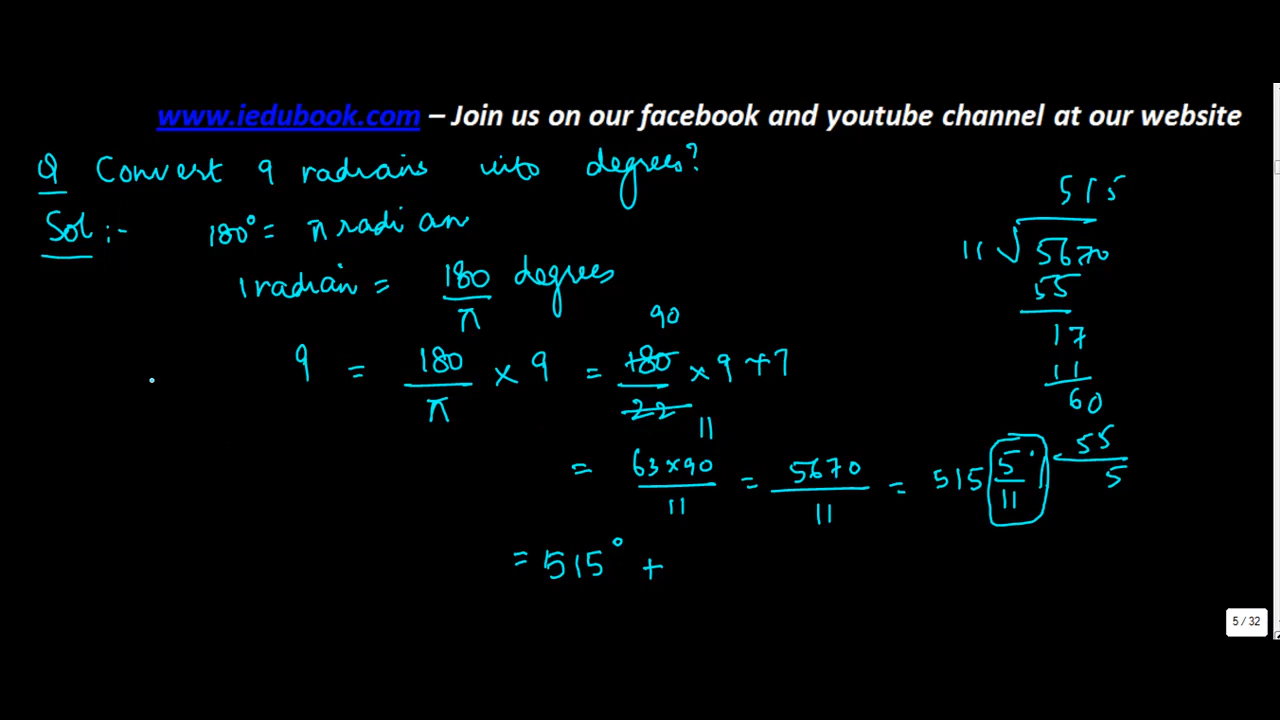 www.iedubook.com – Join us on our facebook and youtube channel at our website
Q Convert 9 radians into degrees?
Sol :- 180° = π radian
1 radian = 180/π degrees
9 = 180/π × 9 = 180/22 × 9 × 7
90
11
= 63×90/11 = 5670/11 = 515 5/11°
= 515° +
515
11 √5670
55
17
11
60
55
5
5 / 32